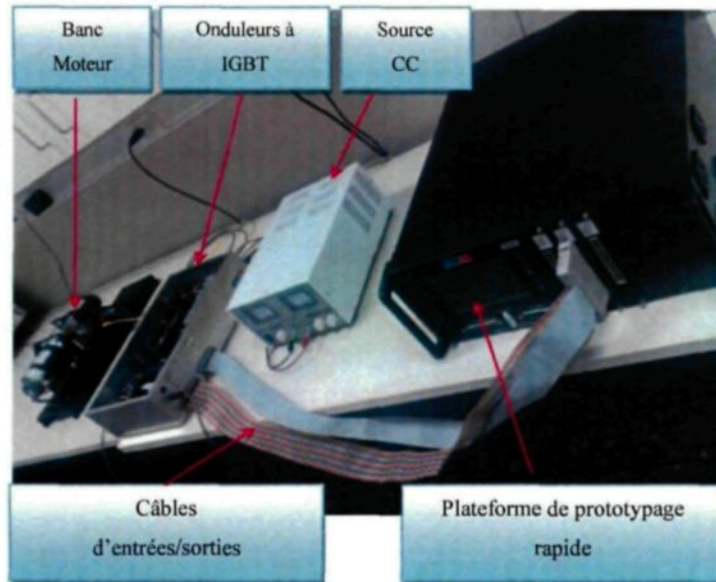 Banc
Moteur
Onduleurs à
IGBT
Source
CC
Câbles
d'entrées/sorties
Plateforme de prototypage
rapide